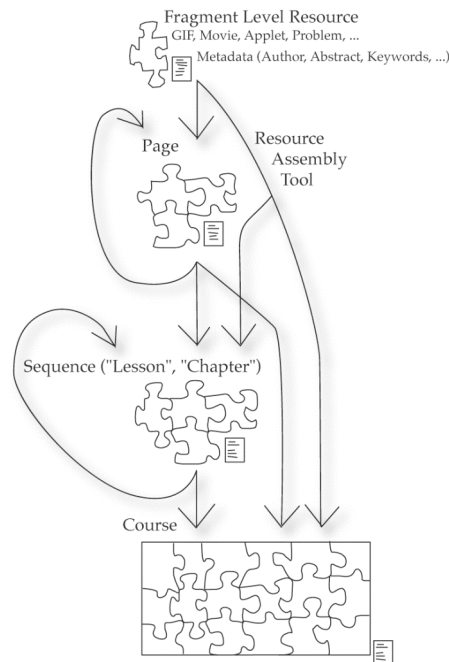 Fragment Level Resource
GIF, Movie, Applet, Problem, ...
Metadata (Author, Abstract, Keywords, ...)
Page
Resource
Assembly
Tool
Sequence ("Lesson", "Chapter")
Course